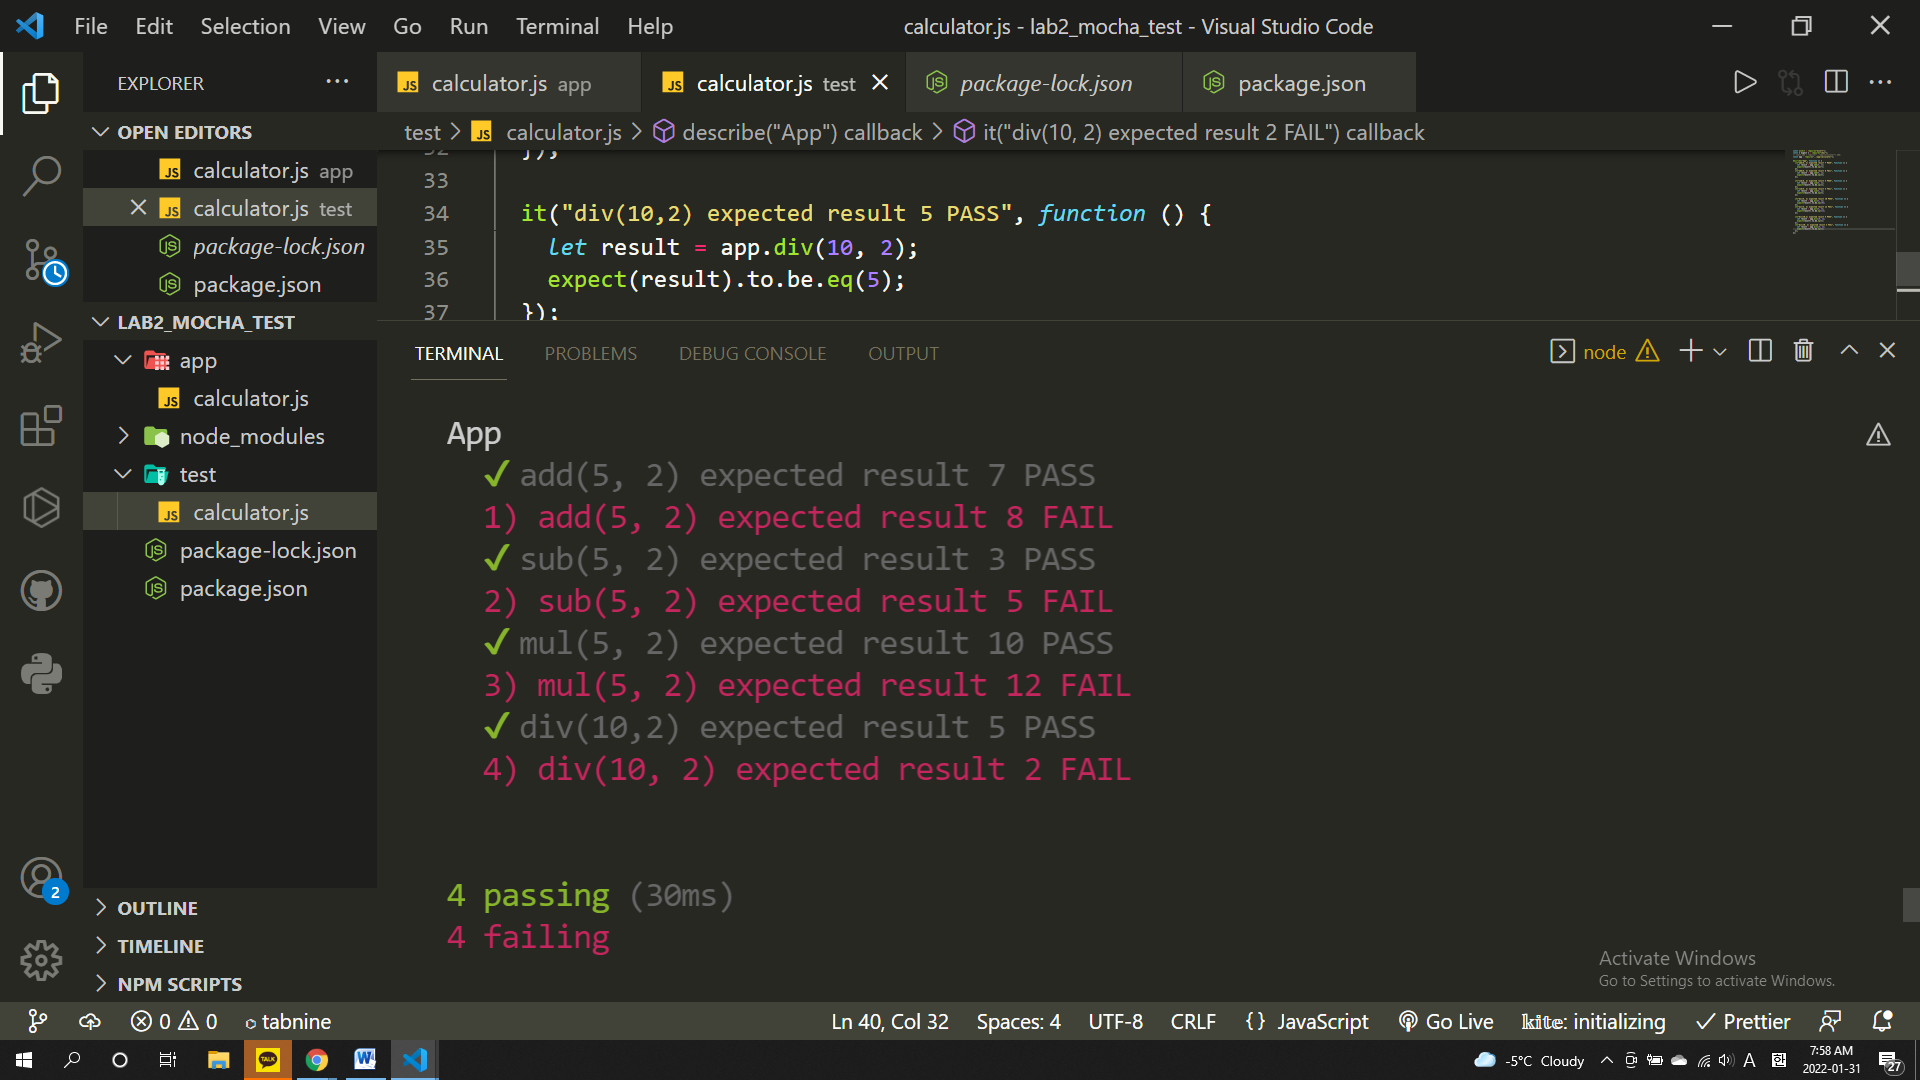 File Edit Selection View Go Run Terminal Help
calculator.js - lab2_mocha_test - Visual Studio Code
EXPLORER
calculator.js app
calculator.js test
package-lock.json
package.json
OPEN EDITORS
calculator.js app
calculator.js test
package-lock.json
package.json
LAB2_MOCHA_TEST
app
calculator.js
node_modules
test
calculator.js
package-lock.json
package.json
OUTLINE
TIMELINE
NPM SCRIPTS
2
test > calculator.js > describe("App") callback > it("div(10, 2) expected result 2 FAIL") callback
32 });
33
34 it("div(10,2) expected result 5 PASS", function () {
35 let result = app.div(10, 2);
36 expect(result).to.be.eq(5);
37 });
TERMINAL PROBLEMS DEBUG CONSOLE OUTPUT
node
App
✓ add(5, 2) expected result 7 PASS
1) add(5, 2) expected result 8 FAIL
✓ sub(5, 2) expected result 3 PASS
2) sub(5, 2) expected result 5 FAIL
✓ mul(5, 2) expected result 10 PASS
3) mul(5, 2) expected result 12 FAIL
✓ div(10,2) expected result 5 PASS
4) div(10, 2) expected result 2 FAIL
4 passing (30ms)
4 failing
Activate Windows
Go to Settings to activate Windows.
0 0 tabnine
Ln 40, Col 32 Spaces: 4 UTF-8 CRLF {} JavaScript Go Live kite: initializing Prettier
TALK
-5°C Cloudy
A
7:58 AM
2022-01-31
27